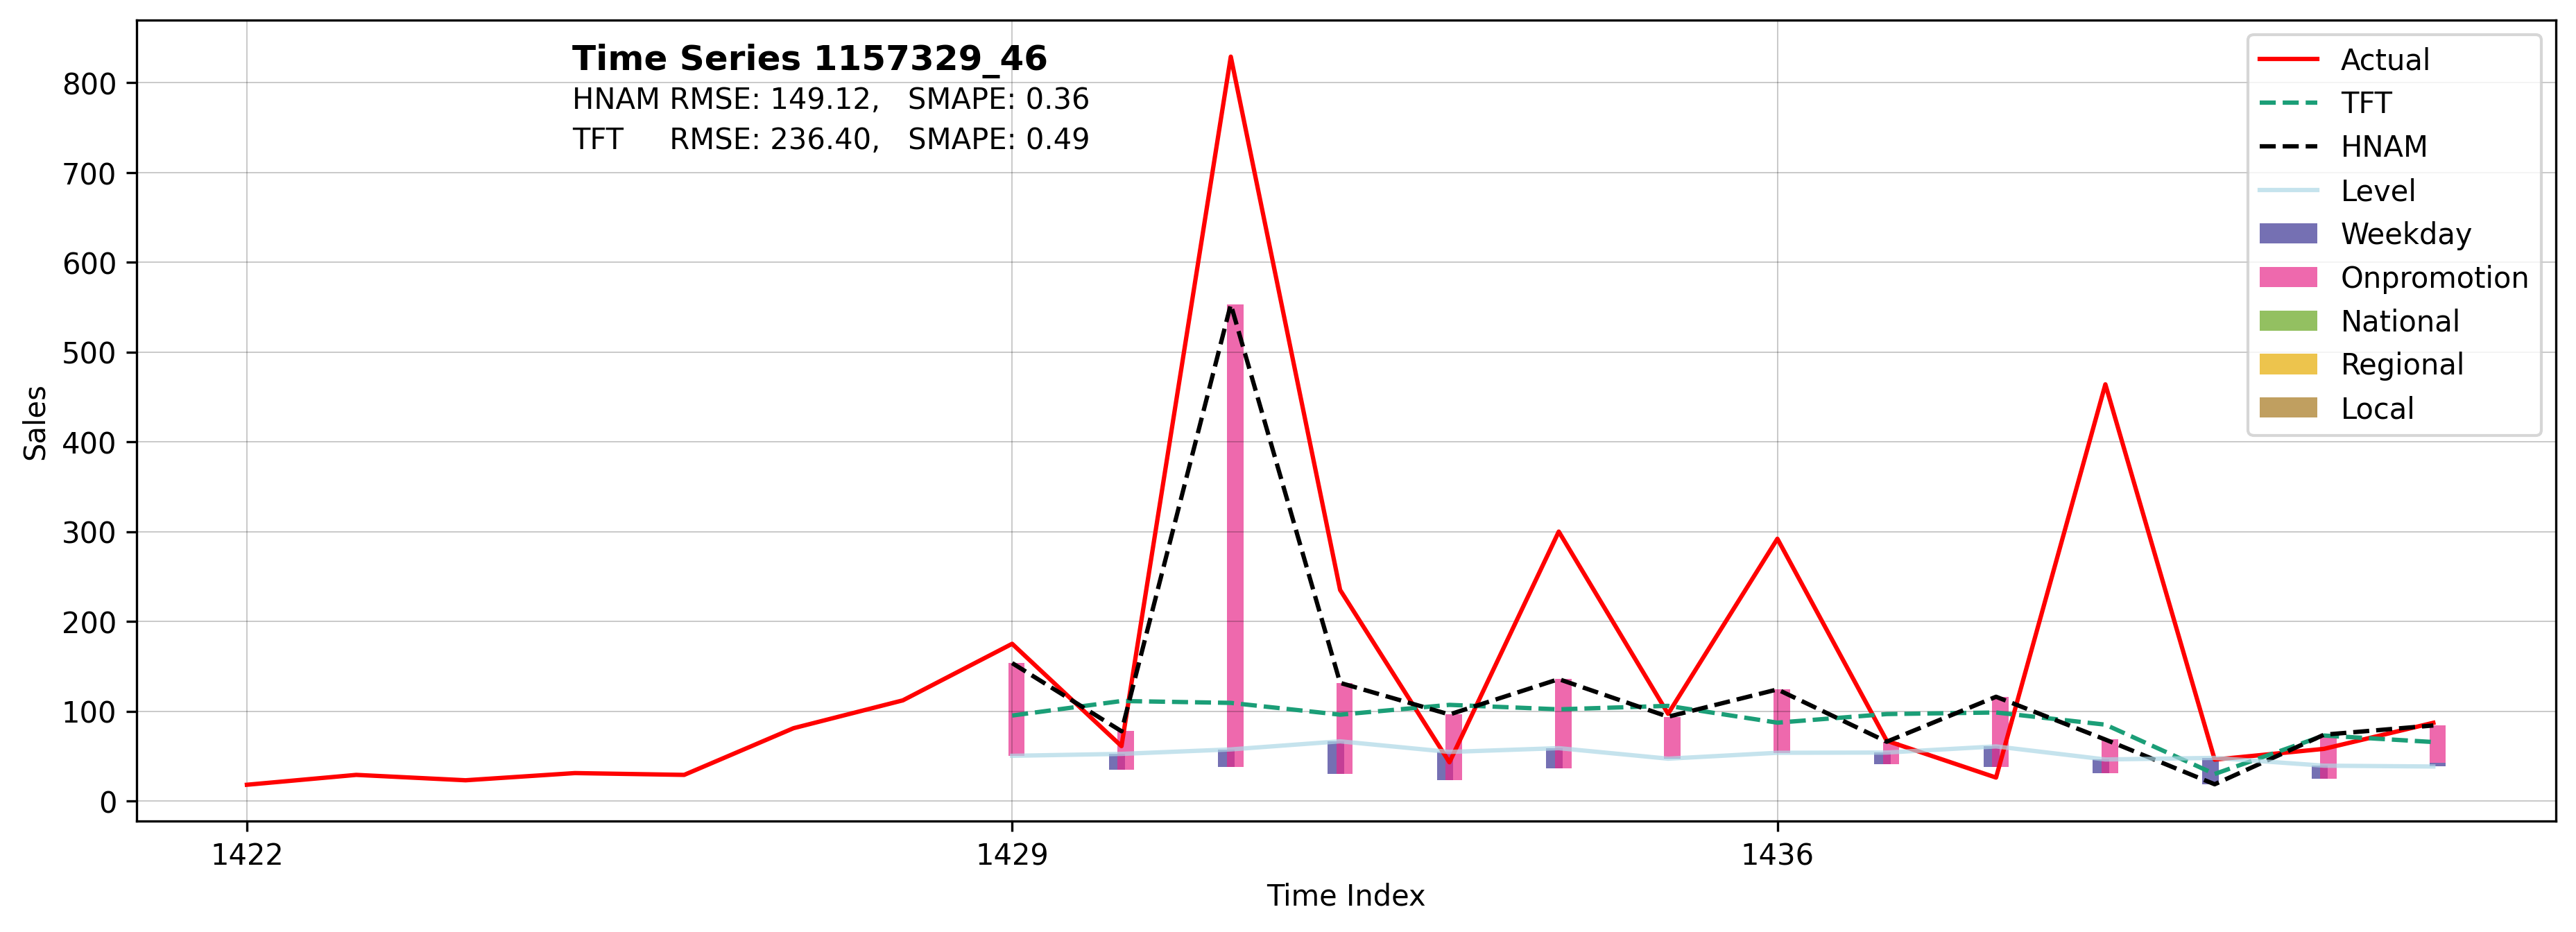 Time Series 1157329_46
HNAM RMSE: 149.12, SMAPE: 0.36
TFT RMSE: 236.40, SMAPE: 0.49
Actual
TFT
HNAM
Level
Weekday
Onpromotion
National
Regional
Local
Sales
800
700
600
500
400
300
200
100
0
1422
1429
1436
Time Index